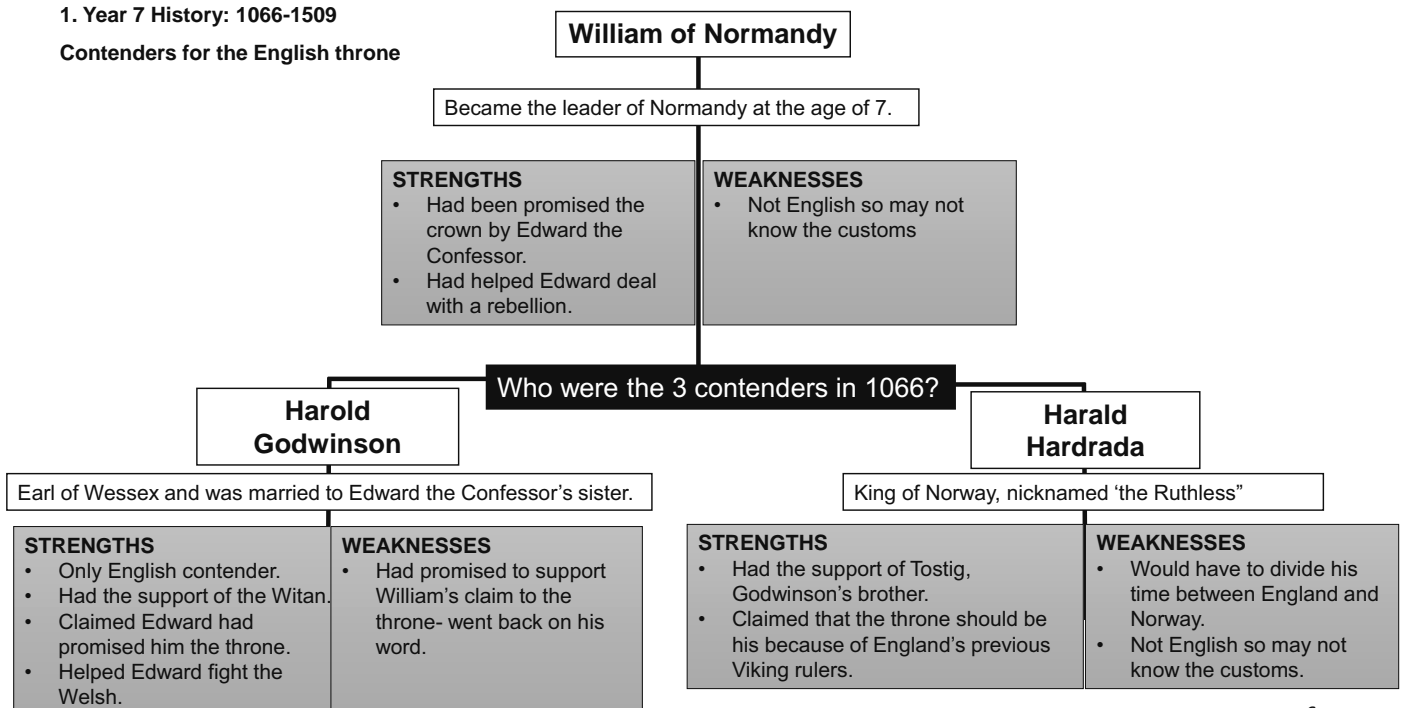 1. Year 7 History: 1066-1509
Contenders for the English throne
William of Normandy
Became the leader of Normandy at the age of 7.
STRENGTHS
• Had been promised the
crown by Edward the
Confessor.
• Had helped Edward deal
with a rebellion.
WEAKNESSES
• Not English so may not
know the customs
Who were the 3 contenders in 1066?
Harold
Godwinson
Earl of Wessex and was married to Edward the Confessor’s sister.
STRENGTHS
• Only English contender.
• Had the support of the Witan.
• Claimed Edward had
promised him the throne.
• Helped Edward fight the
Welsh.
WEAKNESSES
• Had promised to support
William’s claim to the
throne- went back on his
word.
Harald
Hardrada
King of Norway, nicknamed ‘the Ruthless”
STRENGTHS
• Had the support of Tostig,
Godwinson’s brother.
• Claimed that the throne should be
his because of England’s previous
Viking rulers.
WEAKNESSES
• Would have to divide his
time between England and
Norway.
• Not English so may not
know the customs.